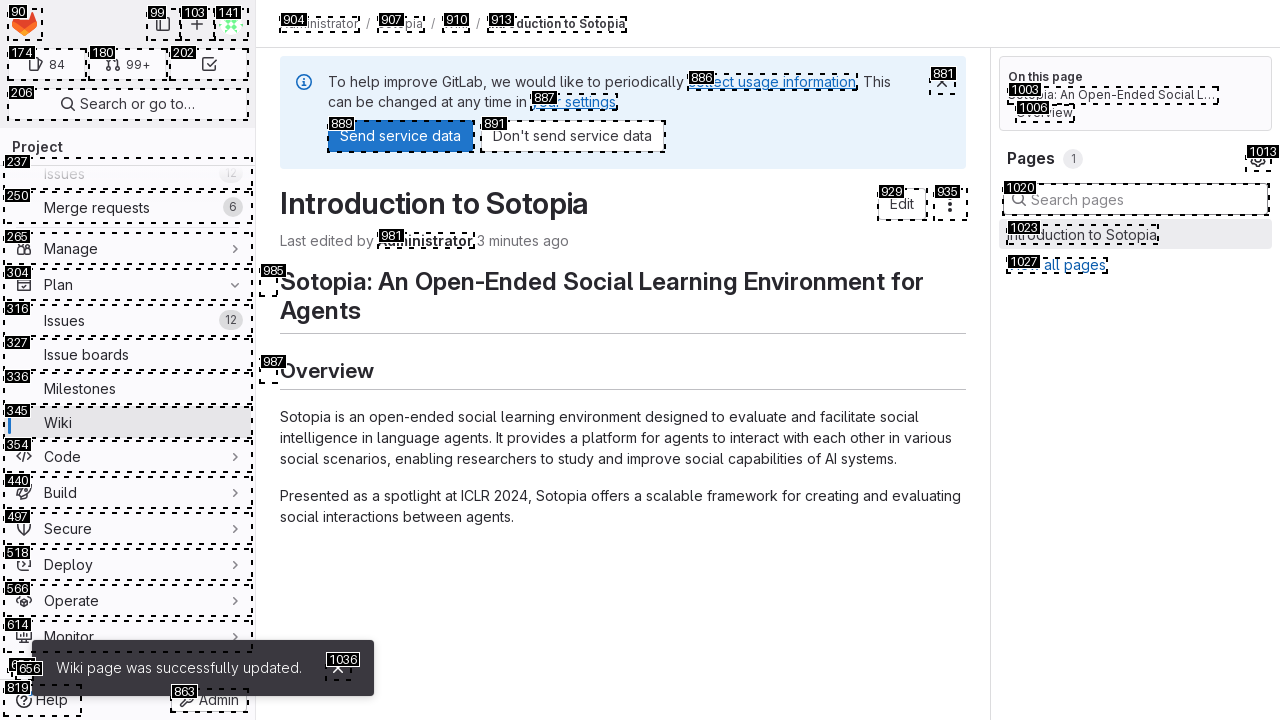 90
99
103
141
174
84
180
99+
202
206
Search or go to…
Project
237
Issues
12
250
Merge requests
6
265
Manage
304
Plan
316
Issues
12
327
Issue boards
336
Milestones
345
Wiki
354
Code
440
Build
497
Secure
518
Deploy
566
Operate
614
Monitor
656
Wiki page was successfully updated.
1036
819
Help
863
Admin
904
Administrator
/
907
Sotopia
/
910
/
913
Introduction to Sotopia
To help improve GitLab, we would like to periodically 886 collect usage information. This
can be changed at any time in 887 your settings.
881
889
Send service data
891
Don't send service data
Introduction to Sotopia
929
Edit
935
Last edited by 981 Administrator 3 minutes ago
985
Sotopia: An Open-Ended Social Learning Environment for
Agents
987
Overview
Sotopia is an open-ended social learning environment designed to evaluate and facilitate social
intelligence in language agents. It provides a platform for agents to interact with each other in various
social scenarios, enabling researchers to study and improve social capabilities of AI systems.
Presented as a spotlight at ICLR 2024, Sotopia offers a scalable framework for creating and evaluating
social interactions between agents.
On this page
1003
Sotopia: An Open-Ended Social L…
1006
Overview
Pages
1
1013
1020
Search pages
1023
Introduction to Sotopia
1027
View all pages